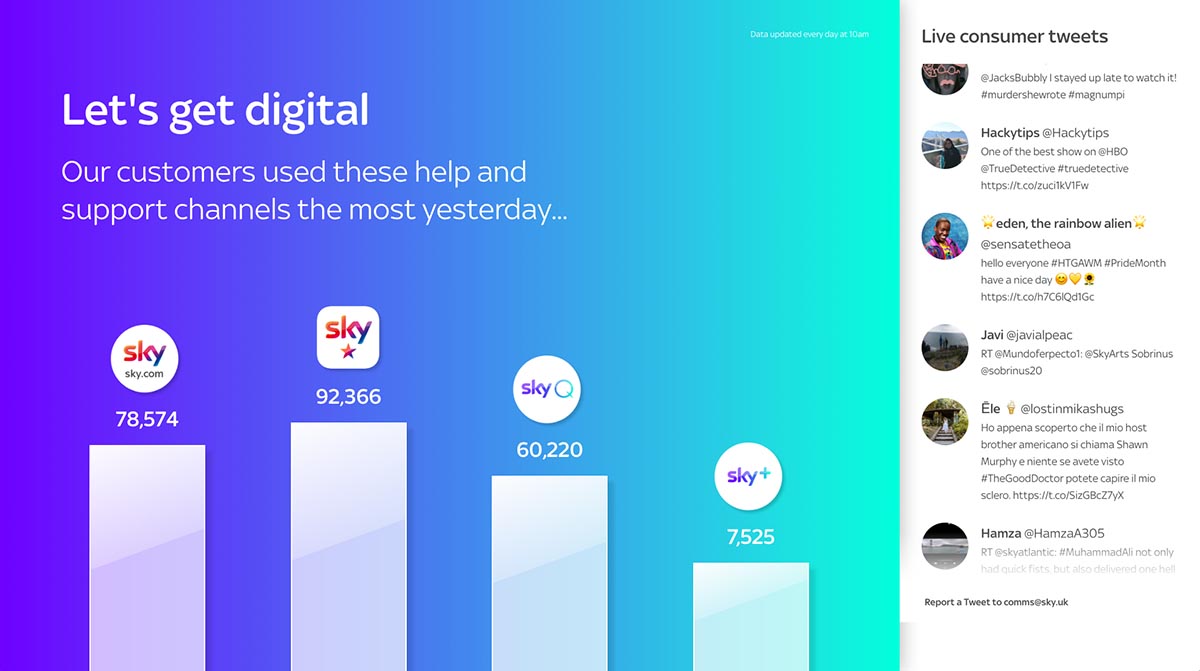 Data updated every day at 10am
Let's get digital
Our customers used these help and
support channels the most yesterday...
sky
sky.com
78,574
sky
92,366
sky Q
60,220
sky+
7,525
Live consumer tweets
@JacksBubbly I stayed up late to watch it!
#murdershewrote #magnumpi
Hackytips @Hackytips
One of the best show on @HBO
@TrueDetective #truedetective
https://t.co/zuci1kV1Fw
🌟eden, the rainbow alien🌟
@sensatetheoa
hello everyone #HTGAWM #PrideMonth
have a nice day 😊💛🌻
https://t.co/h7C6lQd1Gc
Javi @javialpeac
RT @Mundoferpecto1: @SkyArts Sobrinus
@sobrinus20
Ële 🍦 @lostinmikashugs
Ho appena scoperto che il mio host
brother americano si chiama Shawn
Murphy e niente se avete visto
#TheGoodDoctor potete capire il mio
sclero. https://t.co/SizGBcZ7yX
Hamza @HamzaA305
RT @skyatlantic: #MuhammadAli not only
had quick fists, but also delivered one hell
Report a Tweet to comms@sky.uk